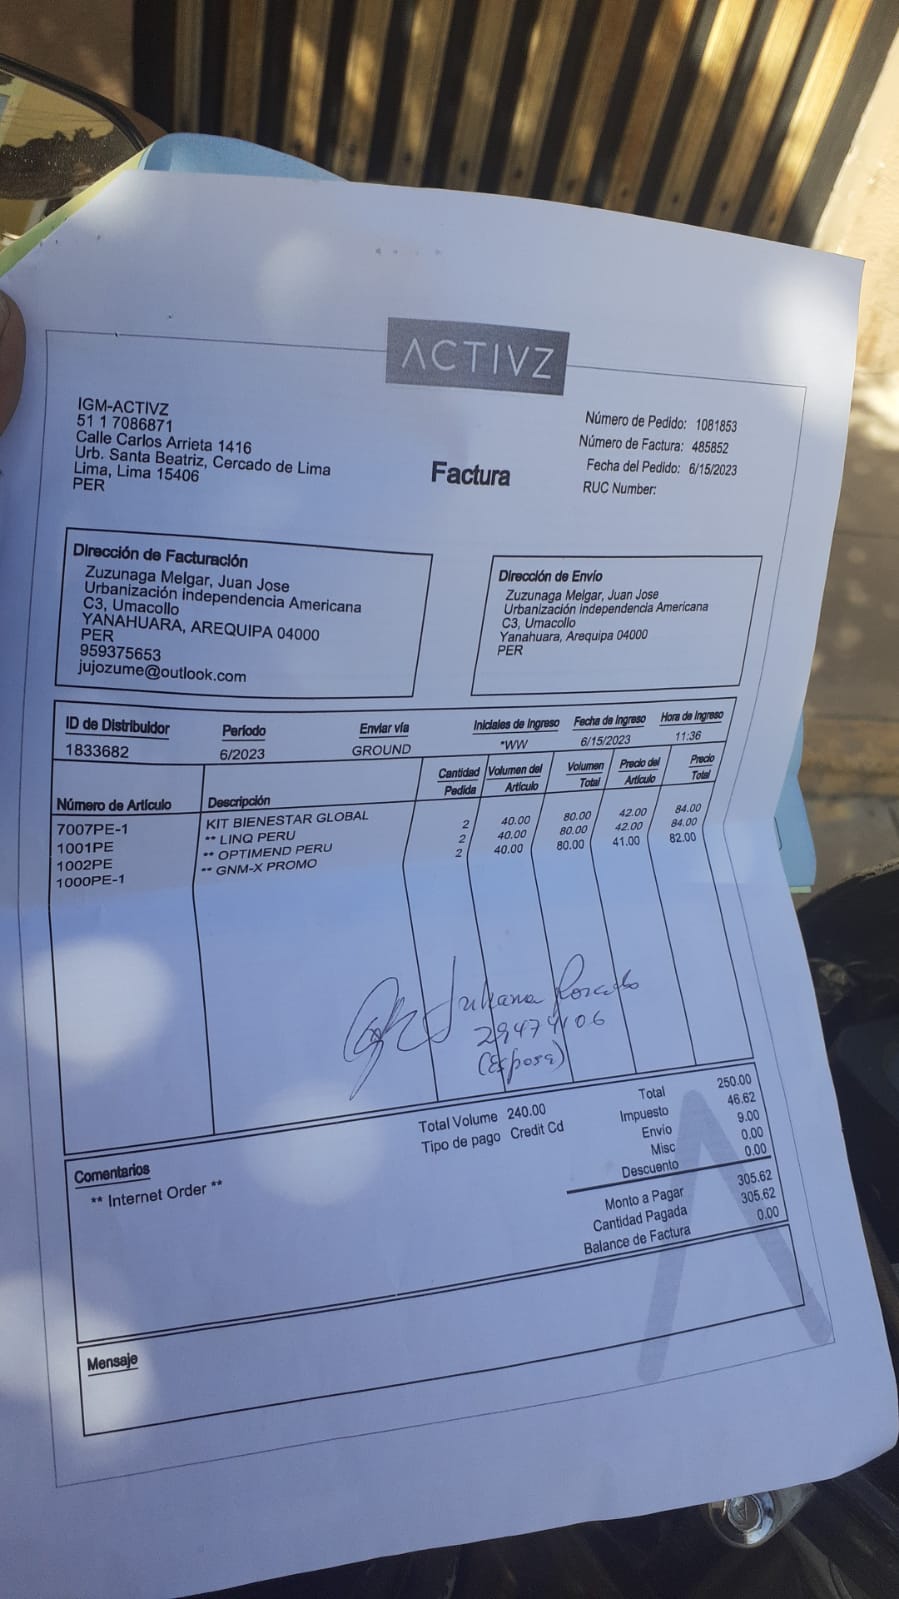 ACTIVZ
IGM-ACTIVZ
51 1 7086871
Calle Carlos Arrieta 1416
Urb. Santa Beatriz, Cercado de Lima
Lima, Lima 15406
PER
Factura
Número de Pedido: 1081853
Número de Factura: 485852
Fecha del Pedido: 6/15/2023
RUC Number:
Dirección de Facturación
Zuzunaga Melgar, Juan Jose
Urbanización Independencia Americana
C3, Umacollo
YANAHUARA, AREQUIPA 04000
PER
959375653
jujozume@outlook.com
Dirección de Envío
Zuzunaga Melgar, Juan Jose
Urbanización Independencia Americana
C3, Umacollo
Yanahuara, Arequipa 04000
PER
ID de Distribuidor Período Enviar vía Iniciales de Ingreso Fecha de Ingreso Hora de Ingreso
1833682 6/2023 GROUND *WW 6/15/2023 11:36
Número de Artículo Descripción Cantidad Pedida Volumen del Artículo Volumen Total Precio del Artículo Precio Total
7007PE-1 KIT BIENESTAR GLOBAL 2 40.00 80.00 42.00 84.00
1001PE ** LINQ PERU 2 40.00 80.00 42.00 84.00
1002PE ** OPTIMEND PERU 2 40.00 80.00 41.00 82.00
1000PE-1 ** GNM-X PROMO
Juliana
29474106
(Esposa)
Total Volume 240.00
Tipo de pago Credit Cd
Total 250.00
Impuesto 46.62
Envío 9.00
Misc 0.00
Descuento 0.00
Monto a Pagar 305.62
Cantidad Pagada 305.62
Balance de Factura 0.00
Comentarios
** Internet Order **
Mensaje